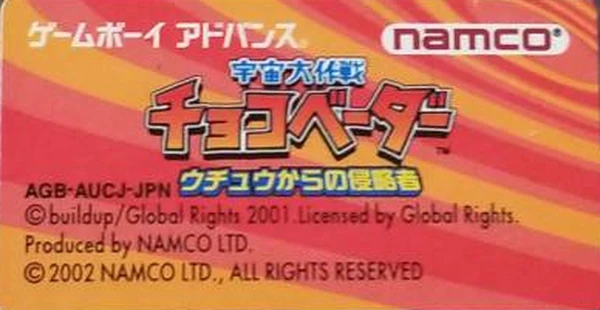 ゲームボーイ アドバンス® namco®
宇宙大作戦
チョコベーダー™
ウチュウからの侵略者
AGB-AUCJ-JPN
©buildup/Global Rights 2001.Licensed by Global Rights.
Produced by NAMCO LTD.
©2002 NAMCO LTD., ALL RIGHTS RESERVED